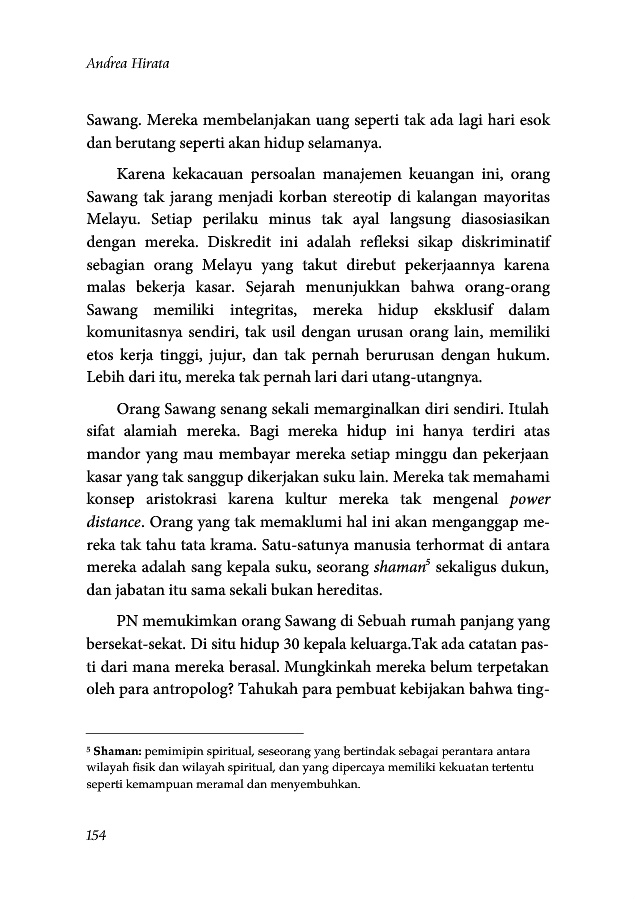 Andrea Hirata
Sawang. Mereka membelanjakan uang seperti tak ada lagi hari esok
dan berutang seperti akan hidup selamanya.
Karena kekacauan persoalan manajemen keuangan ini, orang
Sawang tak jarang menjadi korban stereotip di kalangan mayoritas
Melayu. Setiap perilaku minus tak ayal langsung diasosiasikan
dengan mereka. Diskredit ini adalah refleksi sikap diskriminatif
sebagian orang Melayu yang takut direbut pekerjaannya karena
malas bekerja kasar. Sejarah menunjukkan bahwa orang-orang
Sawang memiliki integritas, mereka hidup eksklusif dalam
komunitasnya sendiri, tak usil dengan urusan orang lain, memiliki
etos kerja tinggi, jujur, dan tak pernah berurusan dengan hukum.
Lebih dari itu, mereka tak pernah lari dari utang-utangnya.
Orang Sawang senang sekali memarginalkan diri sendiri. Itulah
sifat alamiah mereka. Bagi mereka hidup ini hanya terdiri atas
mandor yang mau membayar mereka setiap minggu dan pekerjaan
kasar yang tak sanggup dikerjakan suku lain. Mereka tak memahami
konsep aristokrasi karena kultur mereka tak mengenal power
distance. Orang yang tak memaklumi hal ini akan menganggap me-
reka tak tahu tata krama. Satu-satunya manusia terhormat di antara
mereka adalah sang kepala suku, seorang shaman⁵ sekaligus dukun,
dan jabatan itu sama sekali bukan hereditas.
PN memukimkan orang Sawang di Sebuah rumah panjang yang
bersekat-sekat. Di situ hidup 30 kepala keluarga.Tak ada catatan pas-
ti dari mana mereka berasal. Mungkinkah mereka belum terpetakan
oleh para antropolog? Tahukah para pembuat kebijakan bahwa ting-
⁵ Shaman: pemimipin spiritual, seseorang yang bertindak sebagai perantara antara
wilayah fisik dan wilayah spiritual, dan yang dipercaya memiliki kekuatan tertentu
seperti kemampuan meramal dan menyembuhkan.
154